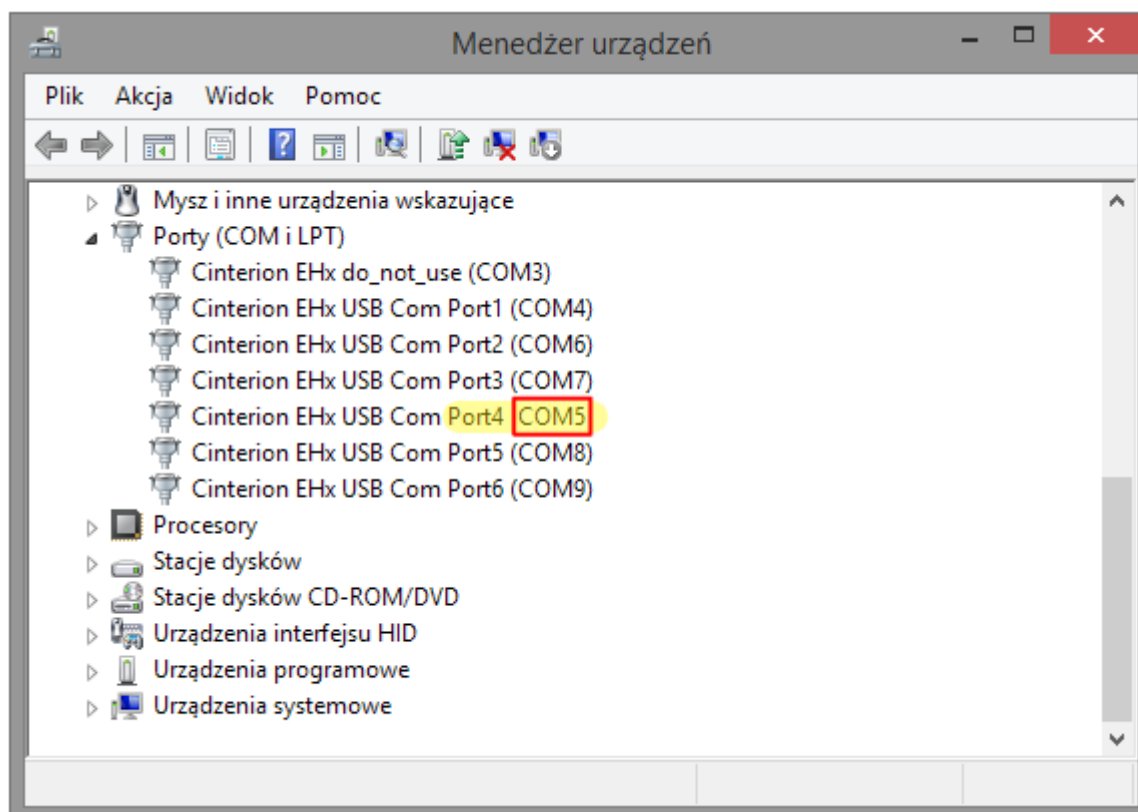 Menedżer urządzeń
Plik Akcja Widok Pomoc
Mysz i inne urządzenia wskazujące
Porty (COM i LPT)
Cinterion EHx do_not_use (COM3)
Cinterion EHx USB Com Port1 (COM4)
Cinterion EHx USB Com Port2 (COM6)
Cinterion EHx USB Com Port3 (COM7)
Cinterion EHx USB Com Port4 COM5
Cinterion EHx USB Com Port5 (COM8)
Cinterion EHx USB Com Port6 (COM9)
Procesory
Stacje dysków
Stacje dysków CD-ROM/DVD
Urządzenia interfejsu HID
Urządzenia programowe
Urządzenia systemowe